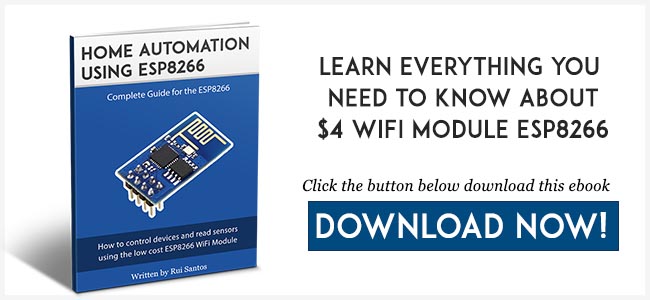 HOME AUTOMATION
USING ESP8266
Complete Guide for the ESP8266
How to control devices and read sensors
using the low cost ESP8266 WiFi Module
Written by Rui Santos
LEARN EVERYTHING YOU
NEED TO KNOW ABOUT
$4 WIFI MODULE ESP8266
Click the button below download this ebook
DOWNLOAD NOW!